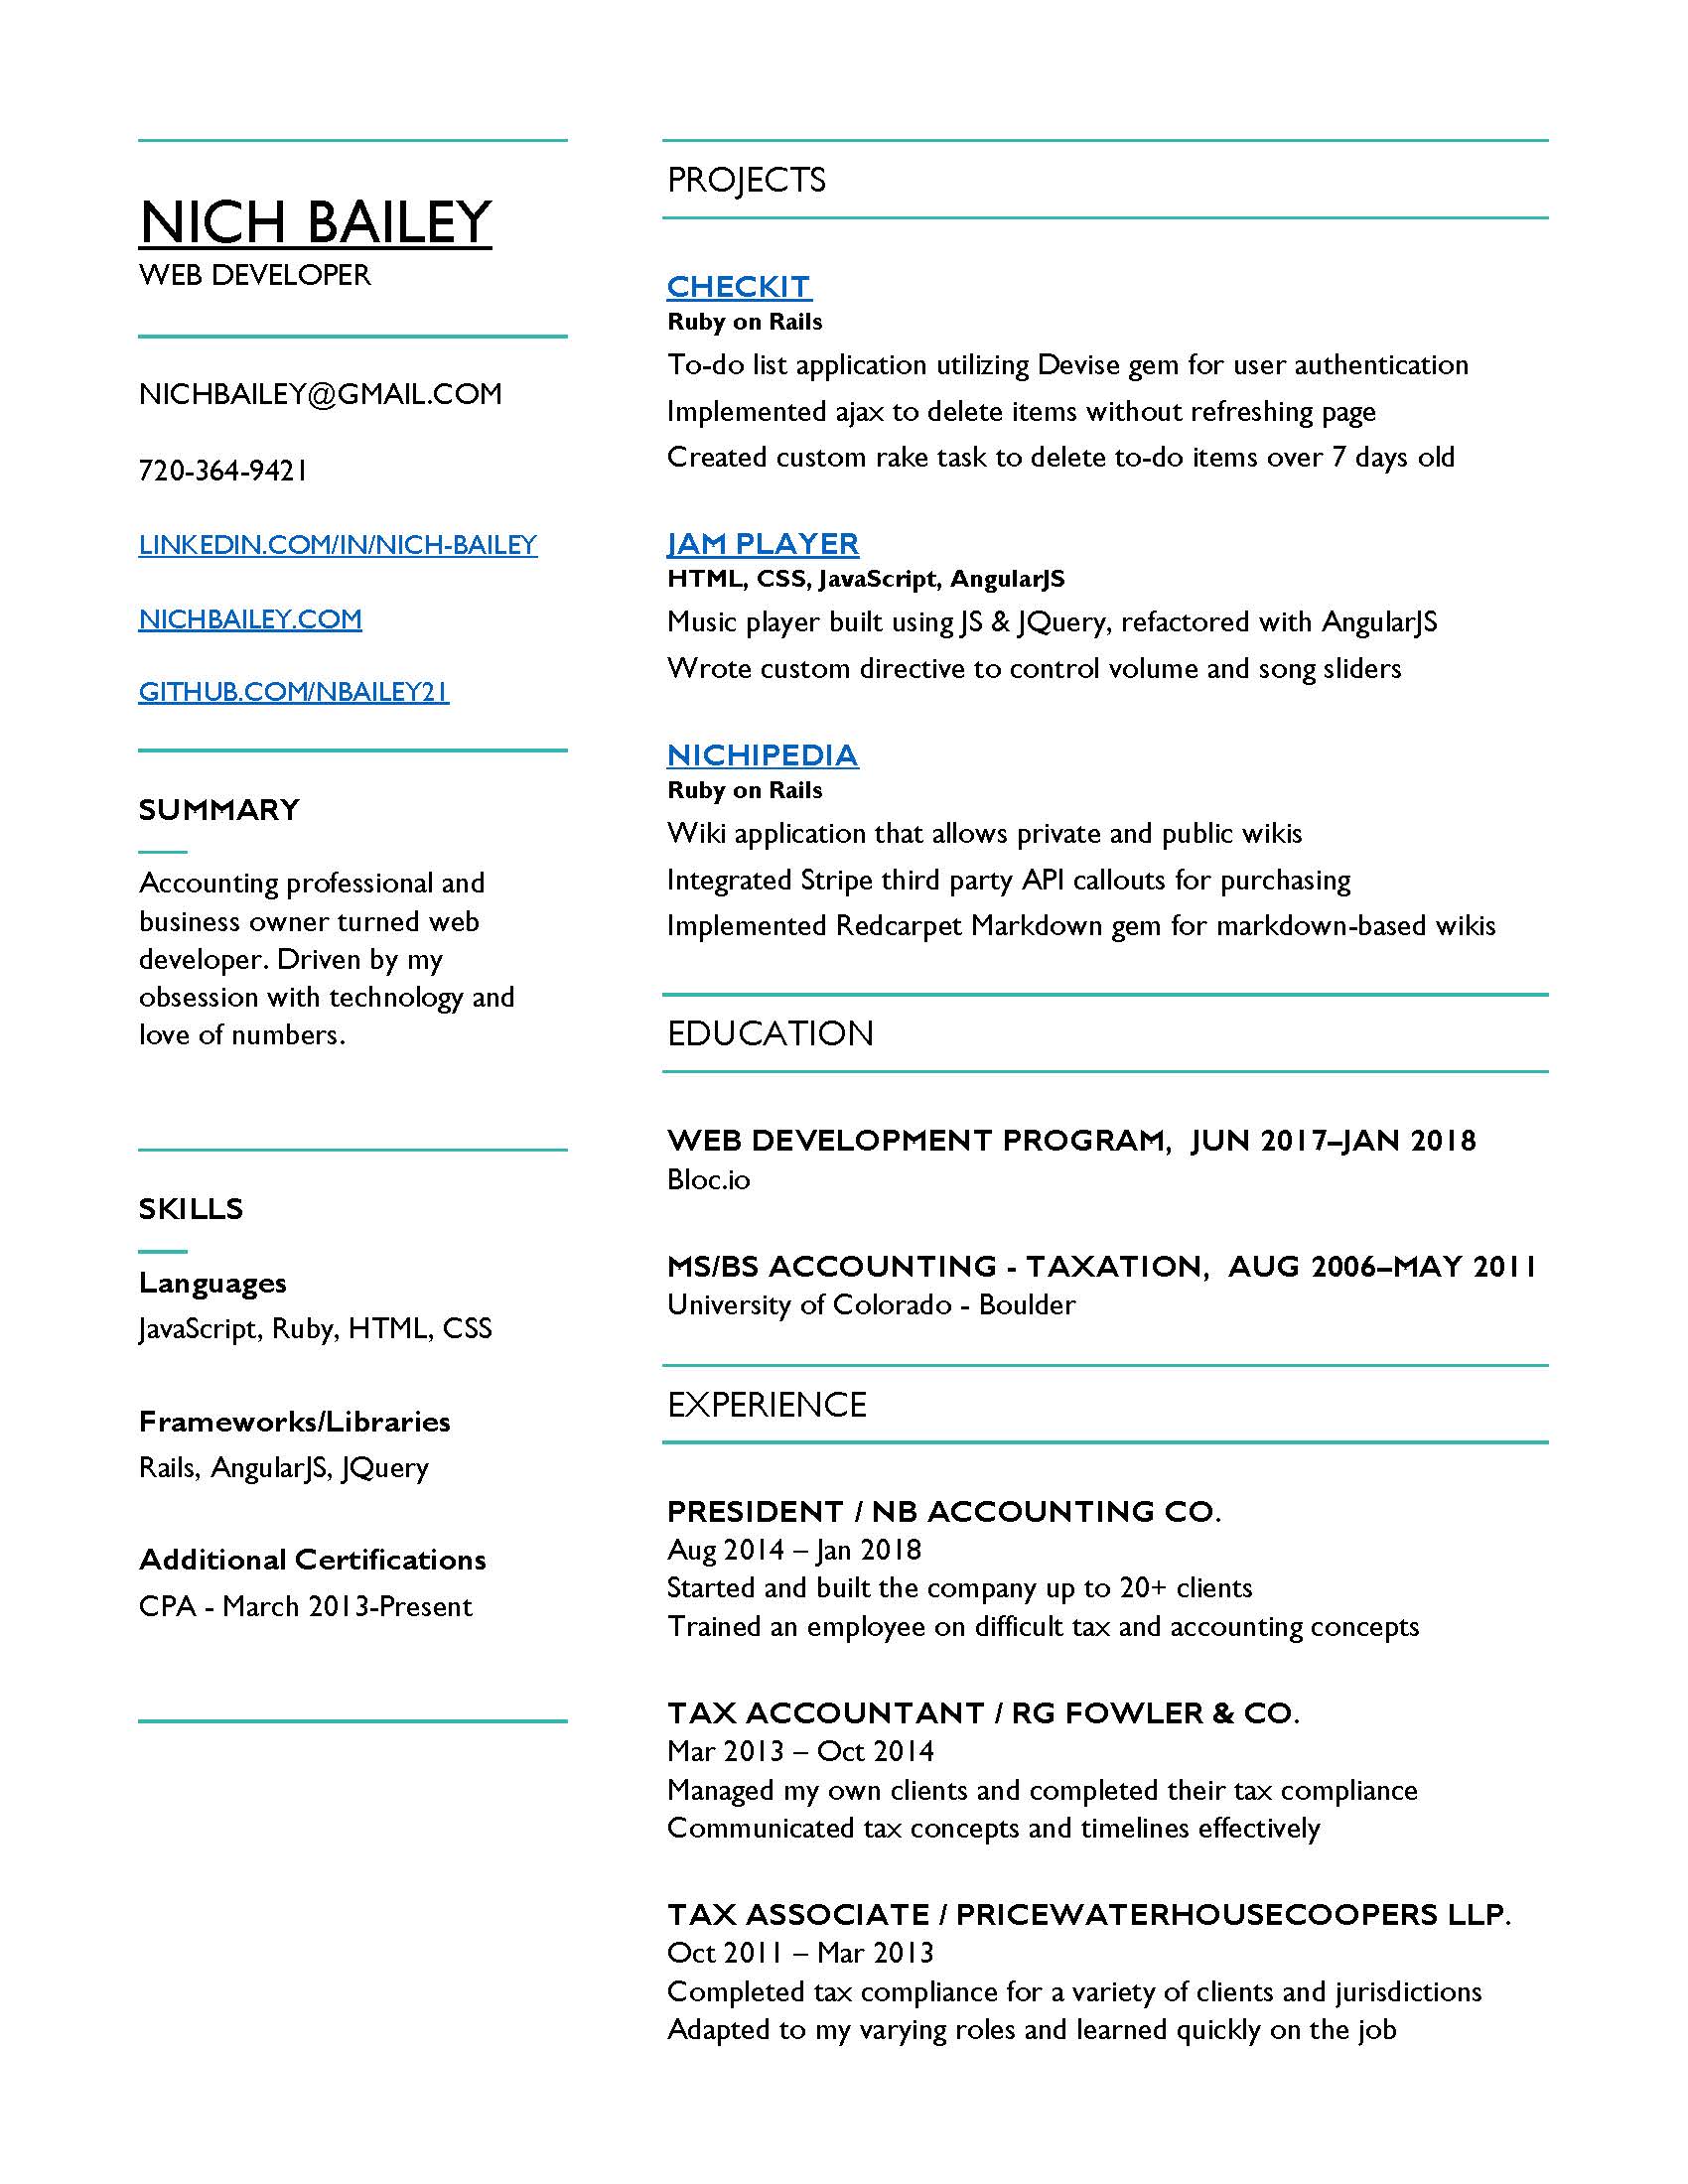 NICH BAILEY
WEB DEVELOPER
NICHBAILEY@GMAIL.COM
720-364-9421
LINKEDIN.COM/IN/NICH-BAILEY
NICHBAILEY.COM
GITHUB.COM/NBAILEY21
SUMMARY
Accounting professional and
business owner turned web
developer. Driven by my
obsession with technology and
love of numbers.
SKILLS
Languages
JavaScript, Ruby, HTML, CSS
Frameworks/Libraries
Rails, AngularJS, JQuery
Additional Certifications
CPA - March 2013-Present
PROJECTS
CHECKIT
Ruby on Rails
To-do list application utilizing Devise gem for user authentication
Implemented ajax to delete items without refreshing page
Created custom rake task to delete to-do items over 7 days old
JAM PLAYER
HTML, CSS, JavaScript, AngularJS
Music player built using JS & JQuery, refactored with AngularJS
Wrote custom directive to control volume and song sliders
NICHIPEDIA
Ruby on Rails
Wiki application that allows private and public wikis
Integrated Stripe third party API callouts for purchasing
Implemented Redcarpet Markdown gem for markdown-based wikis
EDUCATION
WEB DEVELOPMENT PROGRAM, JUN 2017–JAN 2018
Bloc.io
MS/BS ACCOUNTING - TAXATION, AUG 2006–MAY 2011
University of Colorado - Boulder
EXPERIENCE
PRESIDENT / NB ACCOUNTING CO.
Aug 2014 – Jan 2018
Started and built the company up to 20+ clients
Trained an employee on difficult tax and accounting concepts
TAX ACCOUNTANT / RG FOWLER & CO.
Mar 2013 – Oct 2014
Managed my own clients and completed their tax compliance
Communicated tax concepts and timelines effectively
TAX ASSOCIATE / PRICEWATERHOUSECOOPERS LLP.
Oct 2011 – Mar 2013
Completed tax compliance for a variety of clients and jurisdictions
Adapted to my varying roles and learned quickly on the job